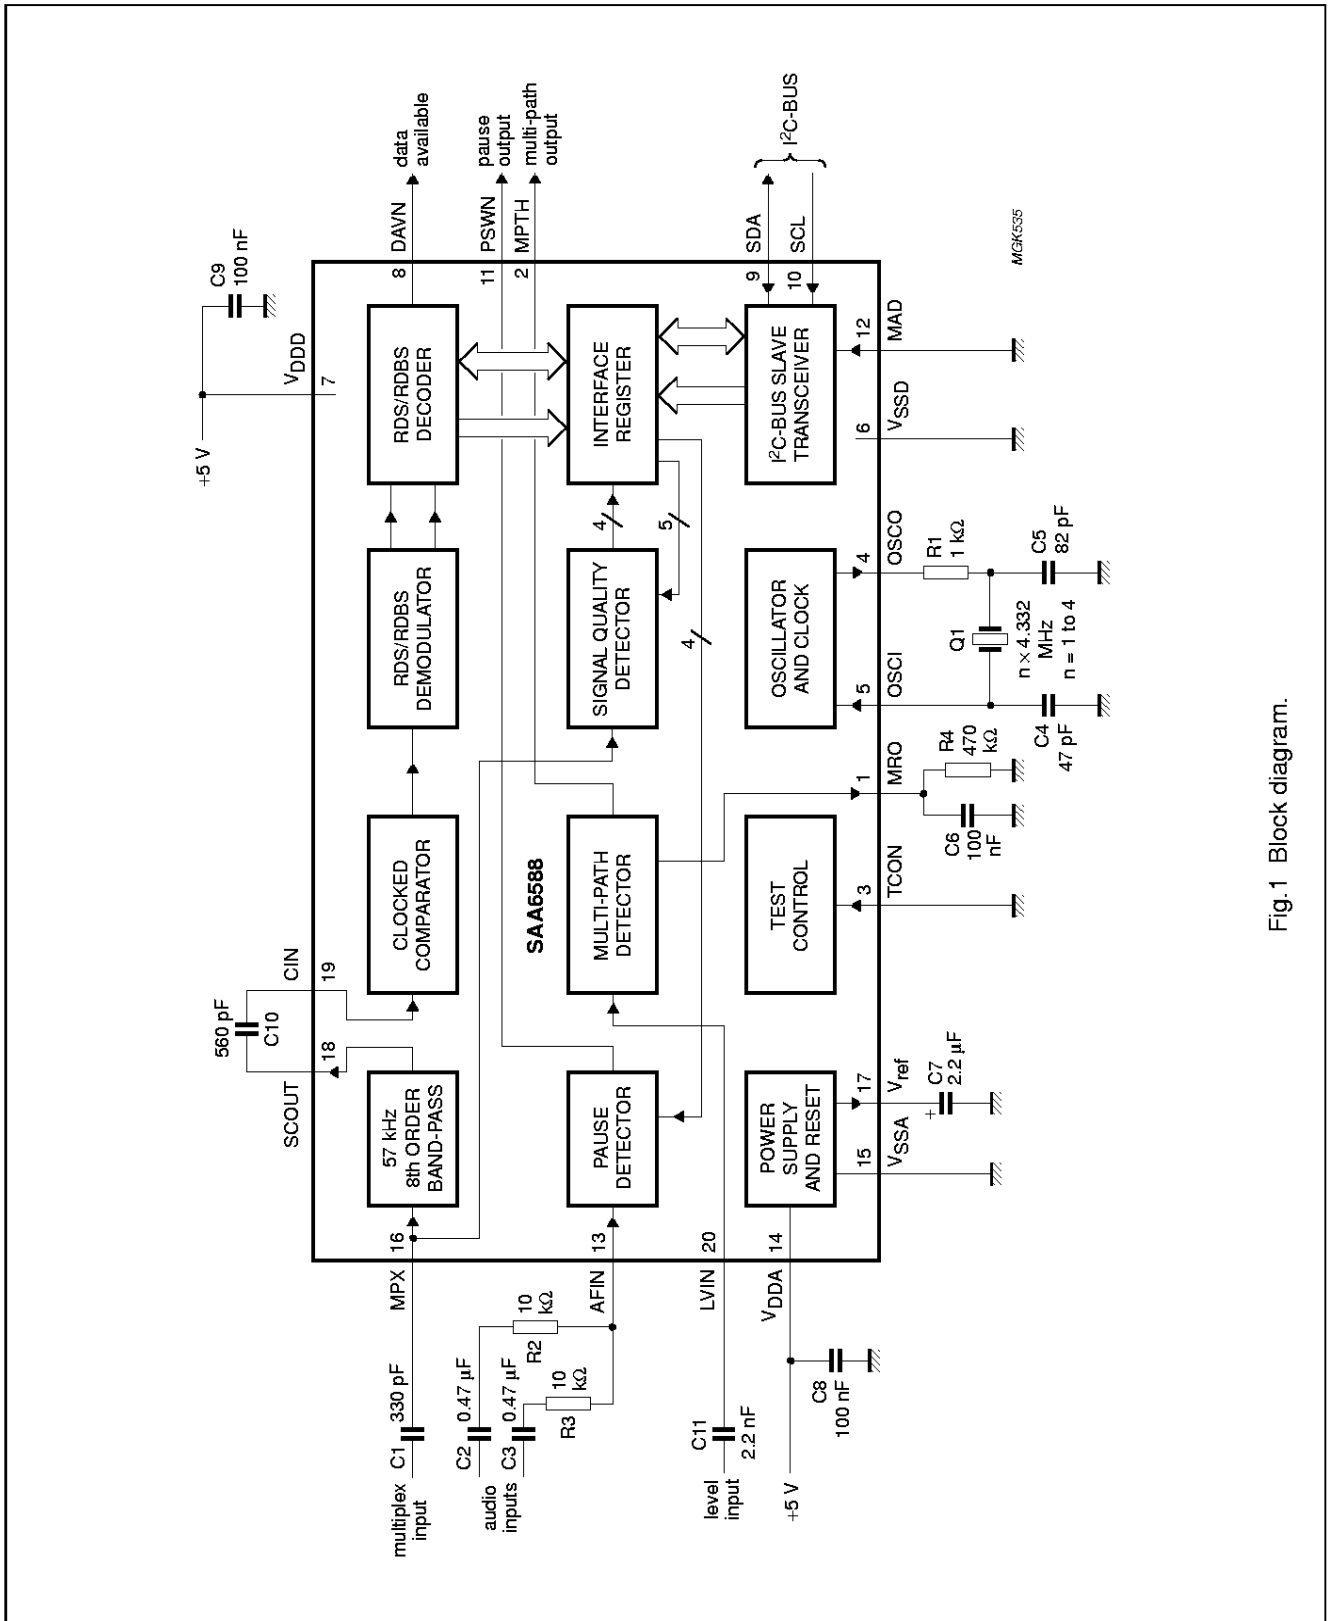 +5 V
C9
100 nF
VDDD
7
560 pF
C10
SCOUT
18
CIN
19
multiplex
input
C1
330 pF
MPX
16
57 kHz
8th ORDER
BAND-PASS
CLOCKED
COMPARATOR
RDS/RDBS
DEMODULATOR
RDS/RDBS
DECODER
8
DAVN
data
available
11
PSWN
pause
output
2
MPTH
multi-path
output
SAA6588
audio
inputs
C2
0.47 µF
C3
0.47 µF
R2
10
kΩ
R3
10
kΩ
AFIN
13
PAUSE
DETECTOR
MULTI-PATH
DETECTOR
SIGNAL QUALITY
DETECTOR
4
5
4
INTERFACE
REGISTER
level
input
C11
2.2 nF
LVIN
20
+5 V
C8
100 nF
VDDA
14
POWER
SUPPLY
AND RESET
TEST
CONTROL
OSCILLATOR
AND CLOCK
I²C-BUS SLAVE
TRANSCEIVER
9
SDA
10
SCL
I²C-BUS
15
VSSA
17
Vref
C7
2.2 µF
+
3
TCON
1
MRO
C6
100
nF
R4
470
kΩ
5
OSCI
4
OSCO
R1
1 kΩ
Q1
n × 4.332
MHz
n = 1 to 4
C4
47 pF
C5
82 pF
6
VSSD
12
MAD
MGK535
Fig.1 Block diagram.